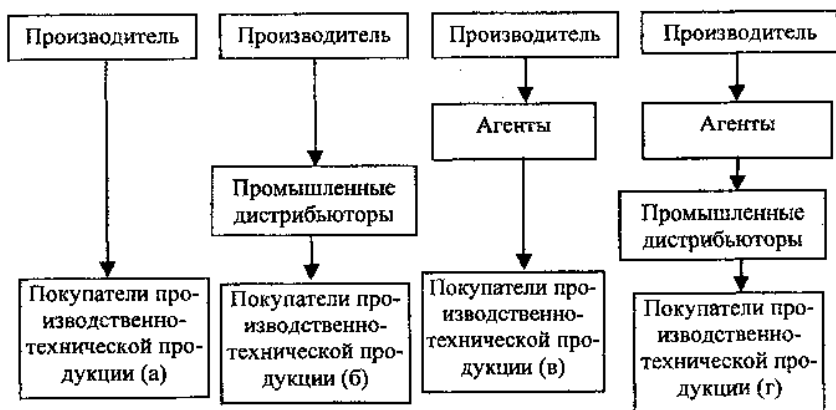 Производитель
Производитель
Производитель
Производитель
Агенты
Агенты
Промышленные
дистрибьюторы
Промышленные
дистрибьюторы
Покупатели про-
изводственно-
технической про-
дукции (а)
Покупатели про-
изводственно-
технической про-
дукции (б)
Покупатели про-
изводственно-
технической про-
дукции (в)
Покупатели про-
изводственно-
технической про-
дукции (г)